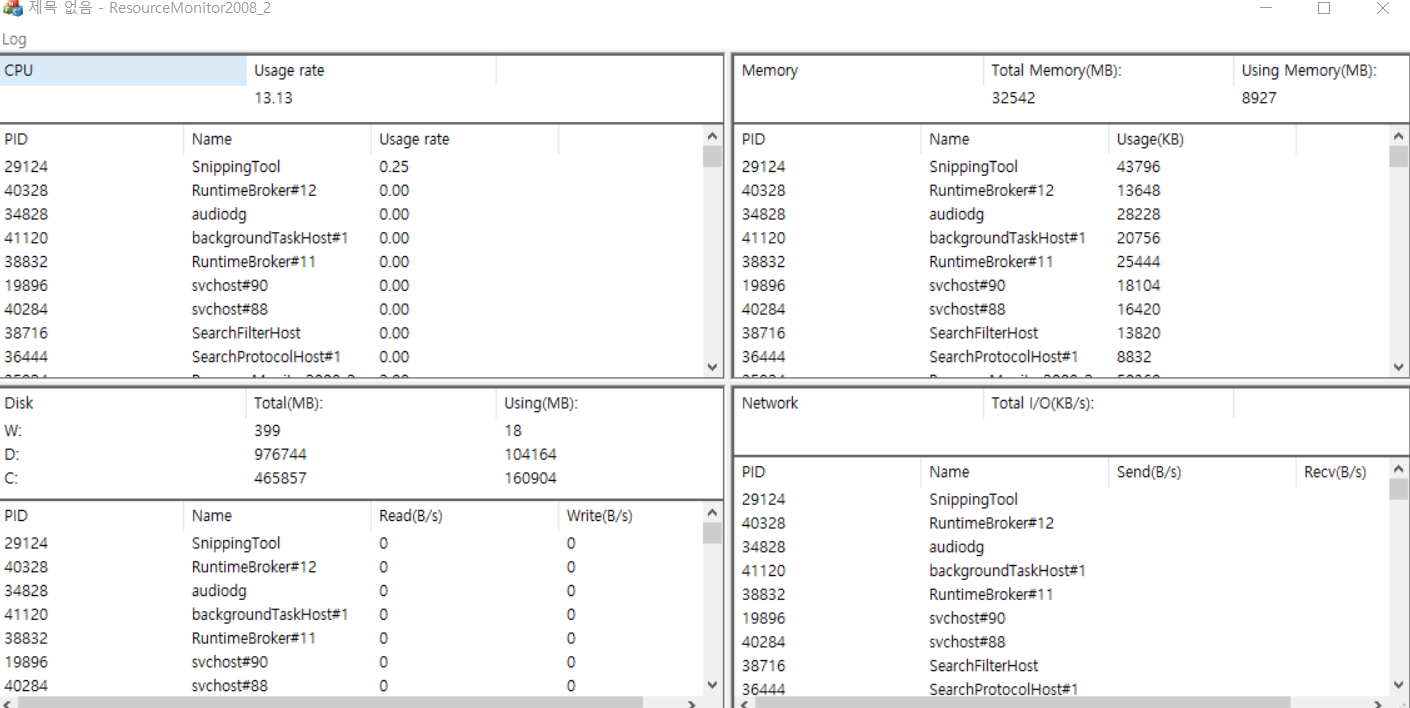 제목 없음 - ResourceMonitor2008_2
Log
CPU Usage rate
13.13
PID Name Usage rate
29124 SnippingTool 0.25
40328 RuntimeBroker#12 0.00
34828 audiodg 0.00
41120 backgroundTaskHost#1 0.00
38832 RuntimeBroker#11 0.00
19896 svchost#90 0.00
40284 svchost#88 0.00
38716 SearchFilterHost 0.00
36444 SearchProtocolHost#1 0.00
Memory Total Memory(MB): Using Memory(MB):
32542 8927
PID Name Usage(KB)
29124 SnippingTool 43796
40328 RuntimeBroker#12 13648
34828 audiodg 28228
41120 backgroundTaskHost#1 20756
38832 RuntimeBroker#11 25444
19896 svchost#90 18104
40284 svchost#88 16420
38716 SearchFilterHost 13820
36444 SearchProtocolHost#1 8832
Disk Total(MB): Using(MB):
W: 399 18
D: 976744 104164
C: 465857 160904
PID Name Read(B/s) Write(B/s)
29124 SnippingTool 0 0
40328 RuntimeBroker#12 0 0
34828 audiodg 0 0
41120 backgroundTaskHost#1 0 0
38832 RuntimeBroker#11 0 0
19896 svchost#90 0 0
40284 svchost#88 0 0
Network Total I/O(KB/s):
PID Name Send(B/s) Recv(B/s)
29124 SnippingTool
40328 RuntimeBroker#12
34828 audiodg
41120 backgroundTaskHost#1
38832 RuntimeBroker#11
19896 svchost#90
40284 svchost#88
38716 SearchFilterHost
36444 SearchProtocolHost#1